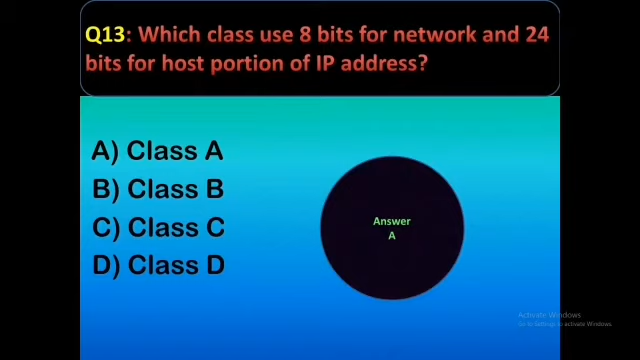 Q13: Which class use 8 bits for network and 24
bits for host portion of IP address?
A) Class A
B) Class B
C) Class C
D) Class D
Answer
A
Activate Windows
Go to Settings to activate Windows.